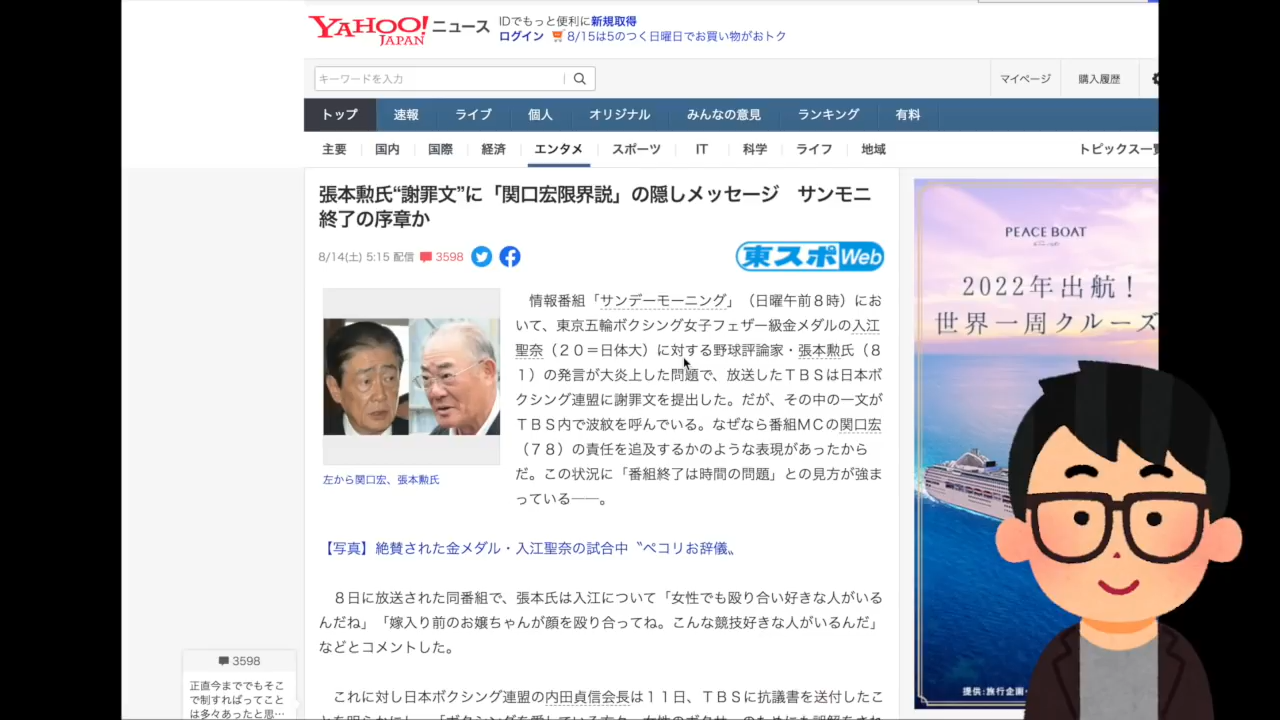 YAHOO! JAPAN ニュース
IDでもっと便利に新規取得
ログイン 8/15は5のつく日曜日でお買い物がおトク
キーワードを入力
マイページ 購入履歴
トップ 速報 ライブ 個人 オリジナル みんなの意見 ランキング 有料
主要 国内 国際 経済 エンタメ スポーツ IT 科学 ライフ 地域 トピックス一覧
張本勲氏“謝罪文”に「関口宏限界説」の隠しメッセージ　サンモニ
終了の序章か
8/14(土) 5:15 配信 3598
東スポWeb
情報番組「サンデーモーニング」（日曜午前８時）にお
いて、東京五輪ボクシング女子フェザー級金メダルの入江
聖奈（２０＝日体大）に対する野球評論家・張本勲氏（８
１）の発言が大炎上した問題で、放送したＴＢＳは日本ボ
クシング連盟に謝罪文を提出した。だが、その中の一文が
ＴＢＳ内で波紋を呼んでいる。なぜなら番組ＭＣの関口宏
（７８）の責任を追及するかのような表現があったから
だ。この状況に「番組終了は時間の問題」との見方が強ま
っている――。
左から関口宏、張本勲氏
【写真】絶賛された金メダル・入江聖奈の試合中〝ペコリお辞儀〟
８日に放送された同番組で、張本氏は入江について「女性でも殴り合い好きな人がいる
んだね」「嫁入り前のお嬢ちゃんが顔を殴り合ってね。こんな競技好きな人がいるんだ」
などとコメントした。
これに対し日本ボクシング連盟の内田貞信会長は１１日、ＴＢＳに抗議書を送付したこ
3598
正直今まででもそこ
で制すればってこと
は多々あったと思…
PEACE BOAT
2022年出航！
世界一周クルーズ
提供:旅行企画・